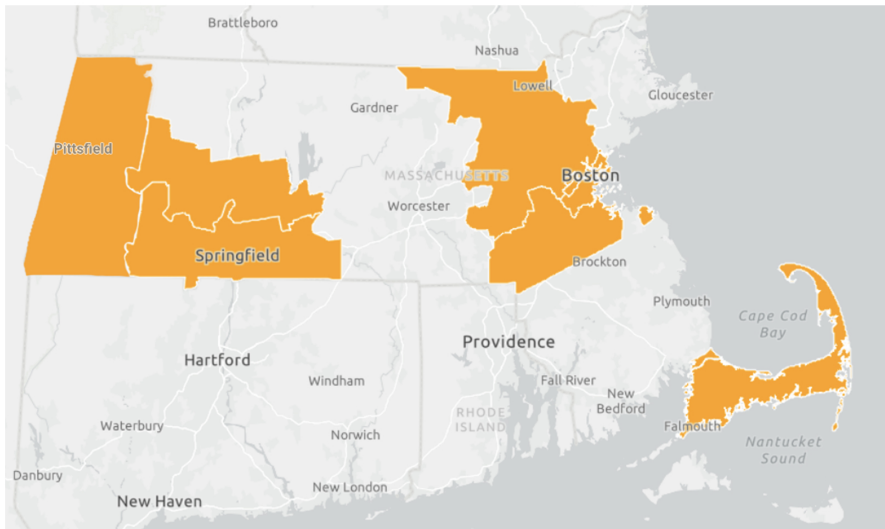 Brattleboro
Nashua
Lowell
Gloucester
Gardner
Pittsfield
MASSACHUSETTS
Boston
Worcester
Springfield
Brockton
Plymouth
Cape Cod
Bay
Hartford
Providence
Windham
Fall River
New
Bedford
RHODE
ISLAND
Waterbury
Norwich
Falmouth
Nantucket
Sound
Danbury
New London
New Haven